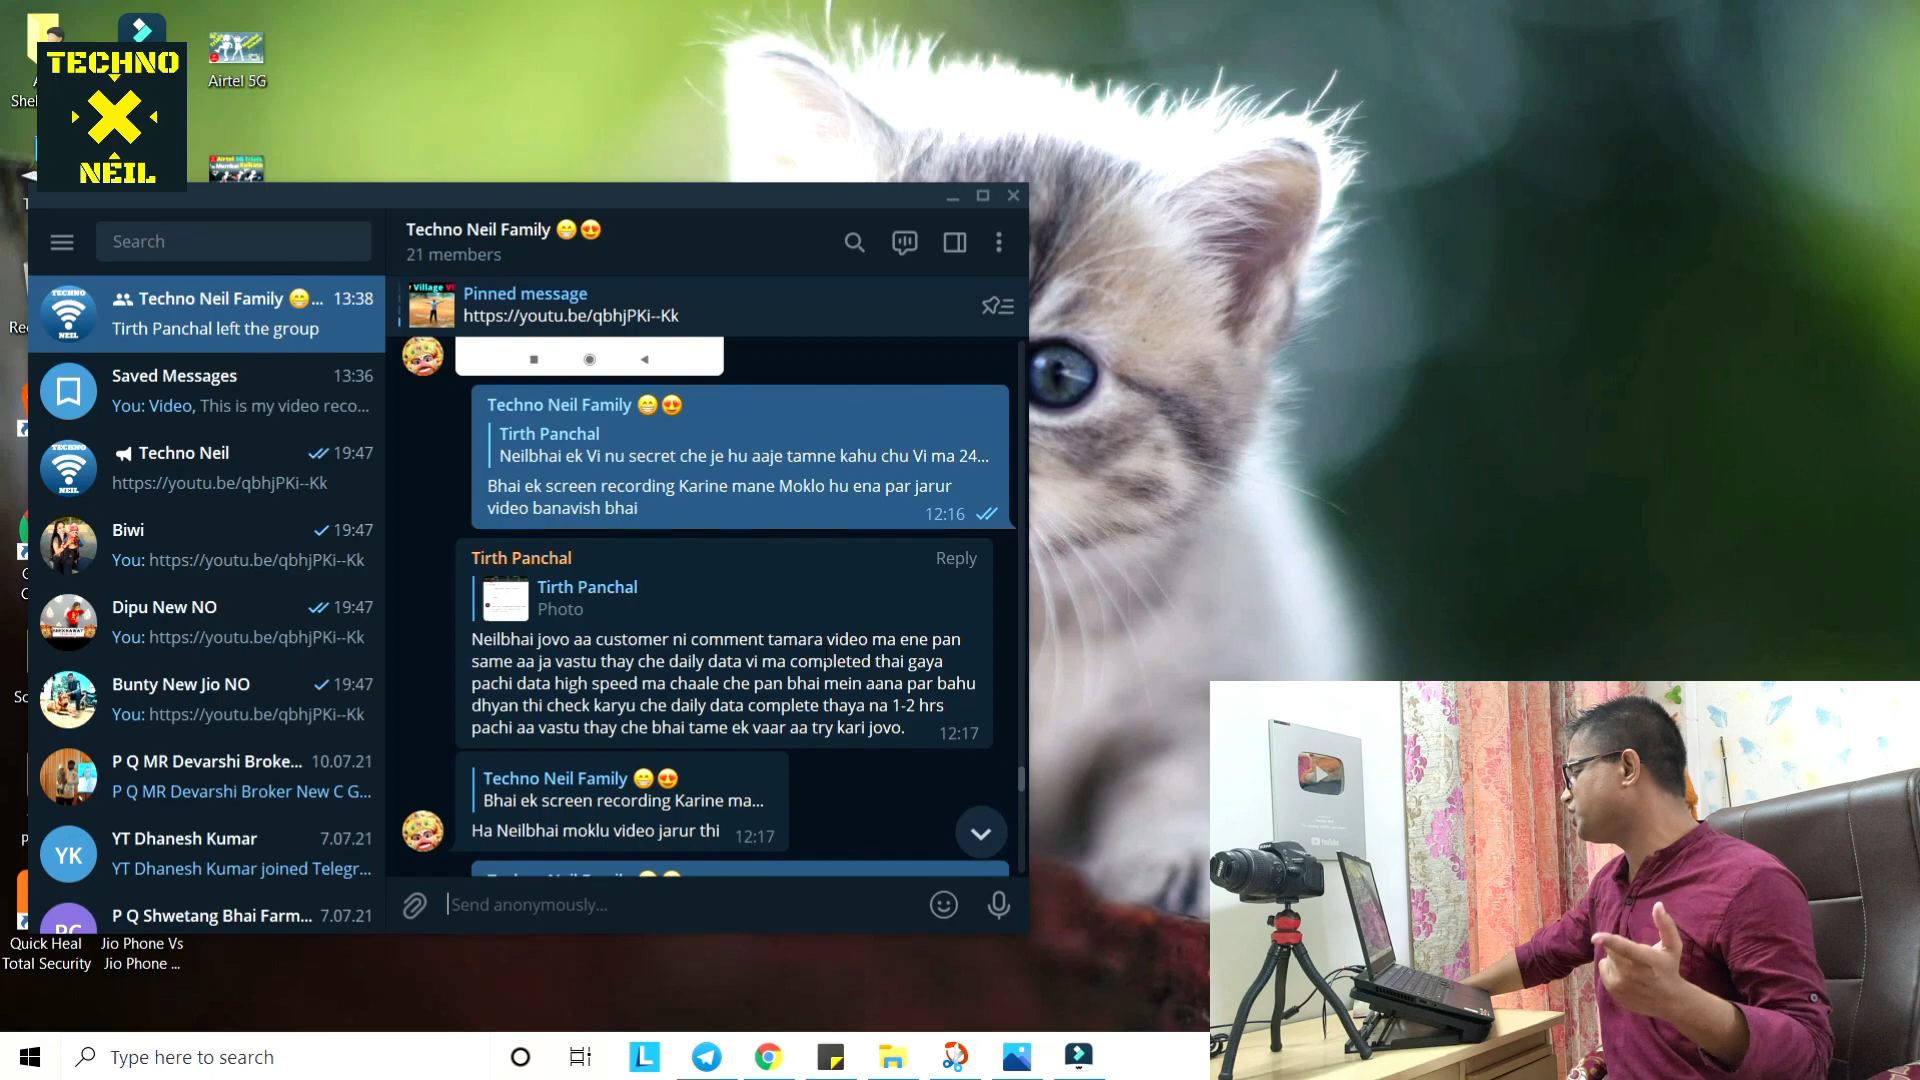 TECHNO
NEIL
Airtel 5G
Search
Techno Neil Family 😁😍
21 members
Pinned message
https://youtu.be/qbhjPKi--Kk
Techno Neil Family 😁... 13:38
Tirth Panchal left the group
Saved Messages 13:36
You: Video, This is my video reco...
Techno Neil 19:47
https://youtu.be/qbhjPKi--Kk
Biwi 19:47
You: https://youtu.be/qbhjPKi--Kk
Dipu New NO 19:47
You: https://youtu.be/qbhjPKi--Kk
Bunty New Jio NO 19:47
You: https://youtu.be/qbhjPKi--Kk
P Q MR Devarshi Broke... 10.07.21
P Q MR Devarshi Broker New C G...
YK
YT Dhanesh Kumar 7.07.21
YT Dhanesh Kumar joined Telegr...
P Q Shwetang Bhai Farm... 7.07.21
Techno Neil Family 😁😍
Tirth Panchal
Neilbhai ek Vi nu secret che je hu aaje tamne kahu chu Vi ma 24...
Bhai ek screen recording Karine mane Moklo hu ena par jarur
video banavish bhai
12:16
Tirth Panchal Reply
Tirth Panchal
Photo
Neilbhai jovo aa customer ni comment tamara video ma ene pan
same aa ja vastu thay che daily data vi ma completed thai gaya
pachi data high speed ma chaale che pan bhai mein aana par bahu
dhyan thi check karyu che daily data complete thaya na 1-2 hrs
pachi aa vastu thay che bhai tame ek vaar aa try kari jovo. 12:17
Techno Neil Family 😁😍
Bhai ek screen recording Karine ma...
Ha Neilbhai moklu video jarur thi 12:17
Send anonymously...
Quick Heal
Total Security
Jio Phone Vs
Jio Phone ...
Type here to search